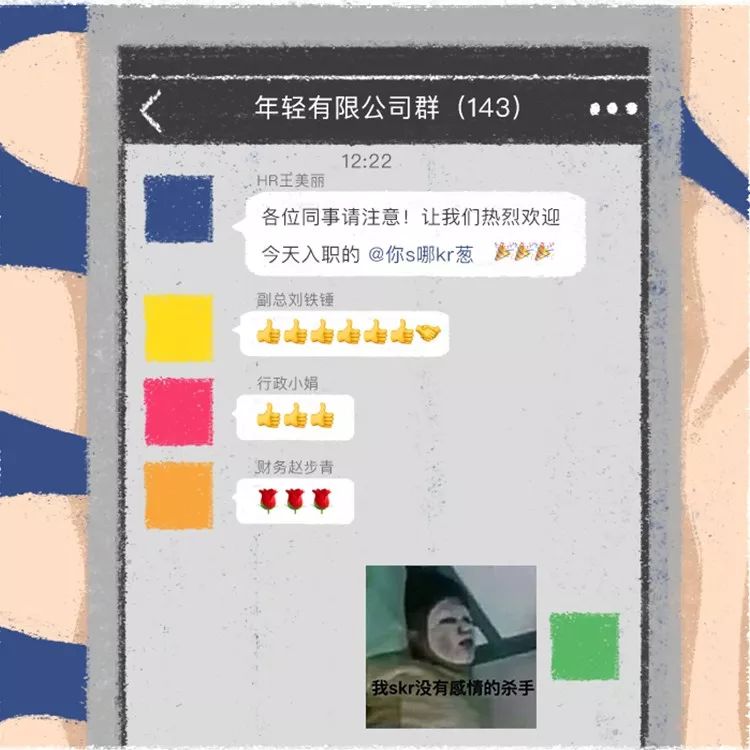 年轻有限公司群（143）
12:22
HR王美丽
各位同事请注意！让我们热烈欢迎
今天入职的 @你s哪kr葱 🎉🎉🎉
副总刘铁锤
👍👍👍👍👍👍🤝
行政小娟
👍👍👍
财务赵步青
🌹🌹🌹
我skr没有感情的杀手